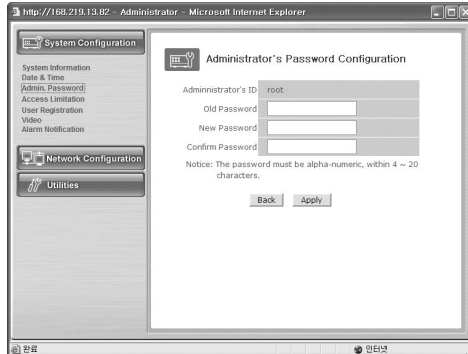 http://168.219.13.82 - Administrator - Microsoft Internet Explorer
System Configuration
System Information
Date & Time
Admin. Password
Access Limitation
User Registration
Video
Alarm Notification
Network Configuration
Utilities
Administrator's Password Configuration
Adminnistrator's ID root
Old Password
New Password
Confirm Password
Notice: The password must be alpha-numeric, within 4 ~ 20
characters.
Back Apply
완료
인터넷